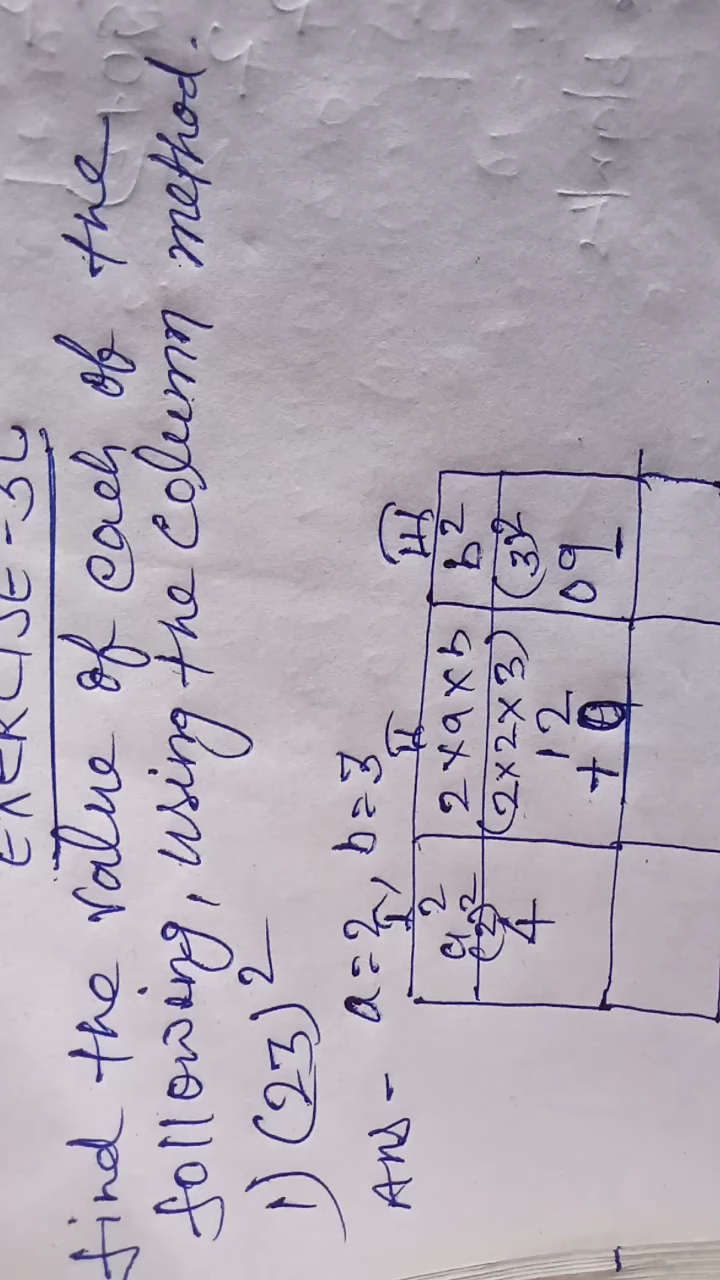 EXERCISE-3C
find the value of each of the
following, using the column method.
1) (23)²
Ans- a=2, b=3
I II III
a² 2×a×b b²
(2)² (2×2×3) (3)²
4 12 09
+0